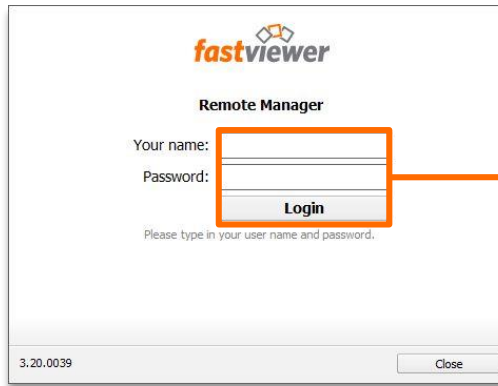 fastviewer
Remote Manager
Your name:
Password:
Login
Please type in your user name and password.
3.20.0039
Close